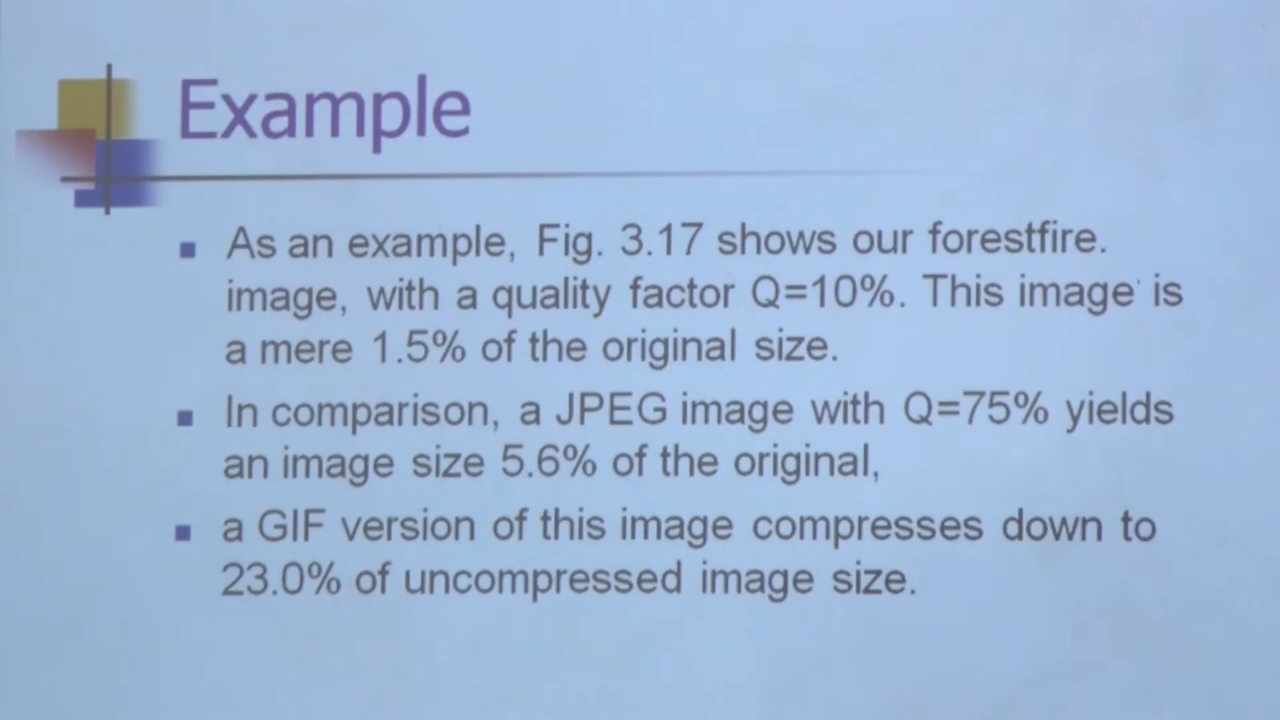 Example
As an example, Fig. 3.17 shows our forestfire.
image, with a quality factor Q=10%. This image is
a mere 1.5% of the original size.
In comparison, a JPEG image with Q=75% yields
an image size 5.6% of the original,
a GIF version of this image compresses down to
23.0% of uncompressed image size.